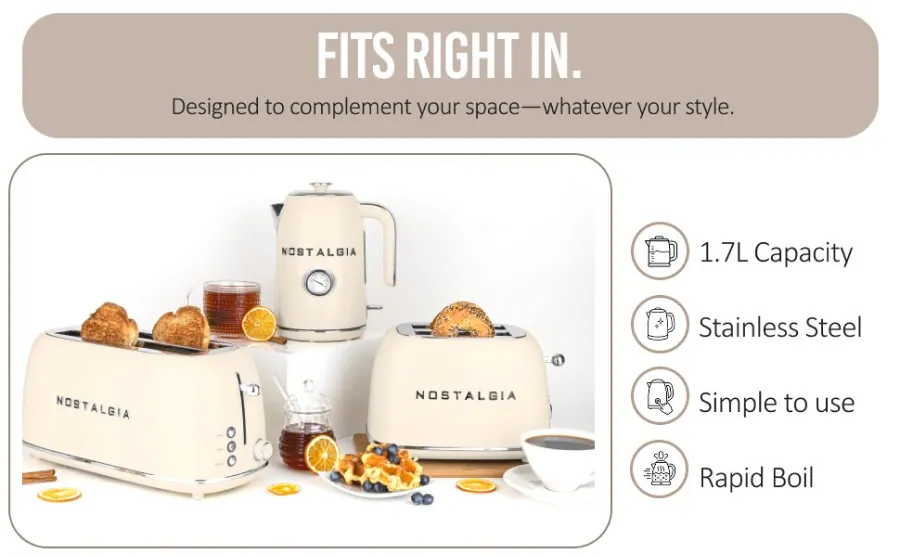 FITS RIGHT IN.
Designed to complement your space—whatever your style.
NOSTALGIA
NOSTALGIA
NOSTALGIA
1.7L Capacity
Stainless Steel
Simple to use
Rapid Boil